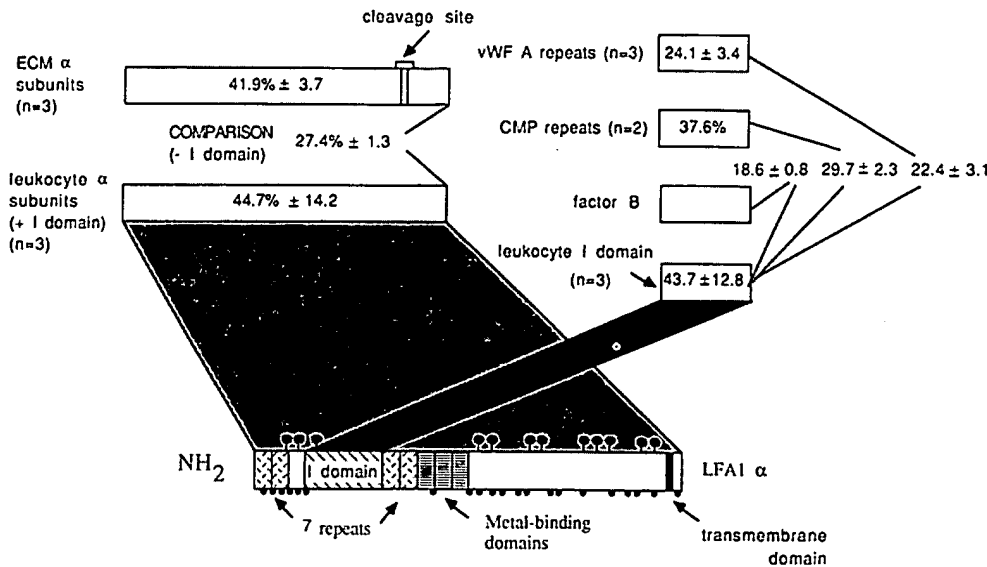 cleavage site
ECM α
subunits
(n=3)
41.9% ± 3.7
COMPARISON
(- I domain)
27.4% ± 1.3
leukocyte α
subunits
(+ I domain)
(n=3)
44.7% ± 14.2
vWF A repeats (n=3)
24.1 ± 3.4
CMP repeats (n=2)
37.6%
18.6 ± 0.8 29.7 ± 2.3 22.4 ± 3.1
factor B
leukocyte I domain
(n=3)
43.7 ± 12.8
NH2
I domain
LFA1 α
7 repeats
Metal-binding
domains
transmembrane
domain